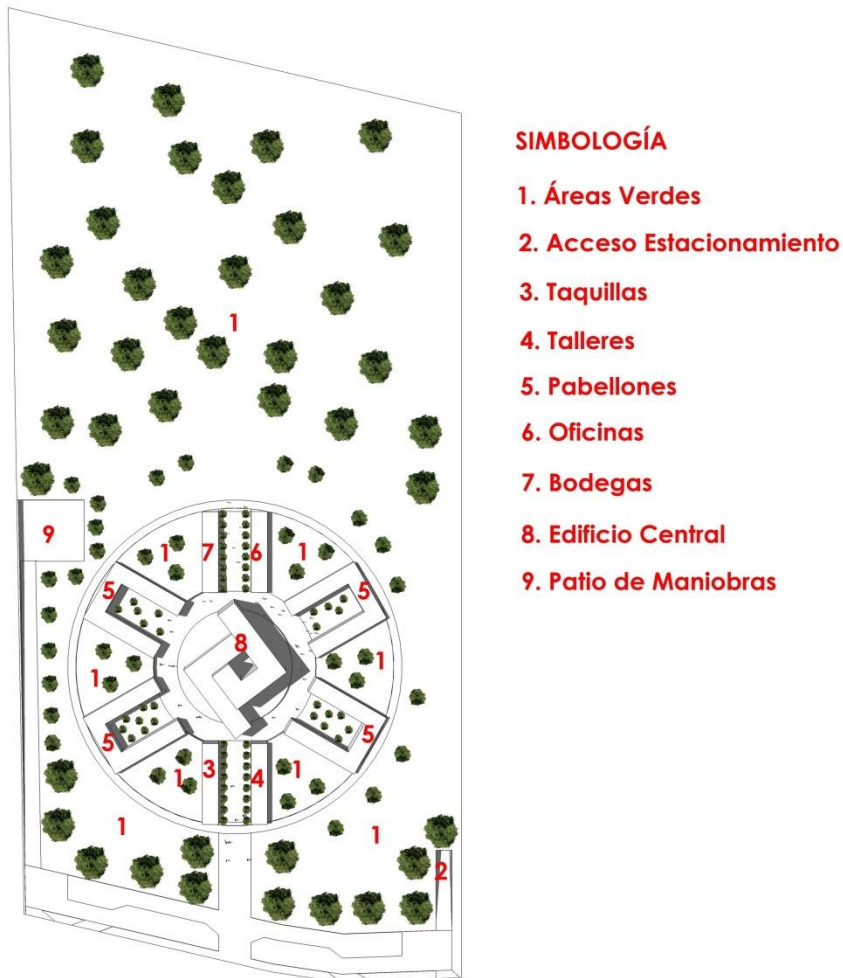 SIMBOLOGÍA
1. Áreas Verdes
2. Acceso Estacionamiento
3. Taquillas
4. Talleres
5. Pabellones
6. Oficinas
7. Bodegas
8. Edificio Central
9. Patio de Maniobras
1
9
1 7 6 1
5 5
8
1 1
5 5
1 3 4 1
1 1
2